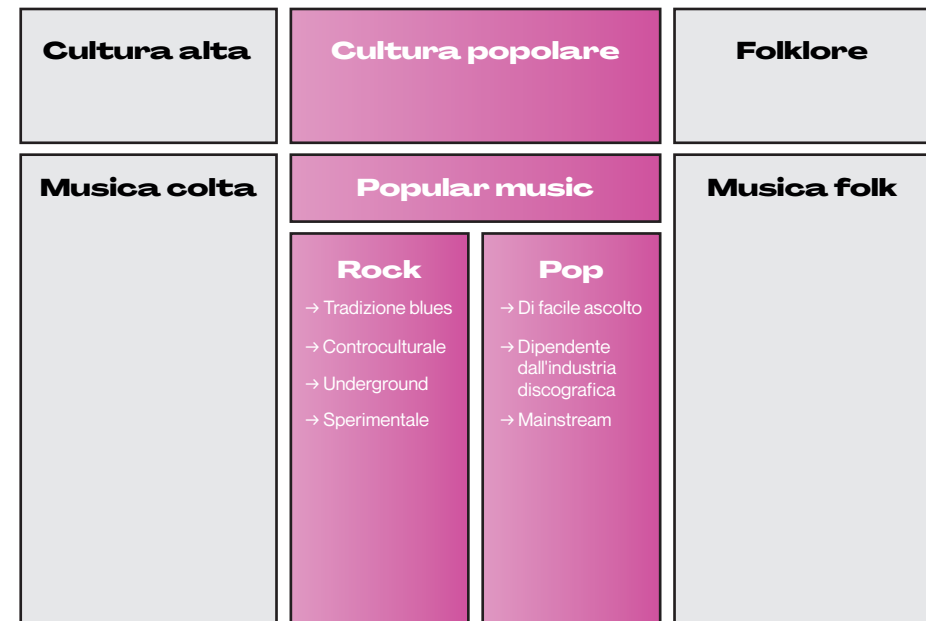 Cultura alta
Cultura popolare
Folklore
Musica colta
Popular music
Musica folk
Rock
→ Tradizione blues
→ Controculturale
→ Underground
→ Sperimentale
Pop
→ Di facile ascolto
→ Dipendente
dall'industria
discografica
→ Mainstream